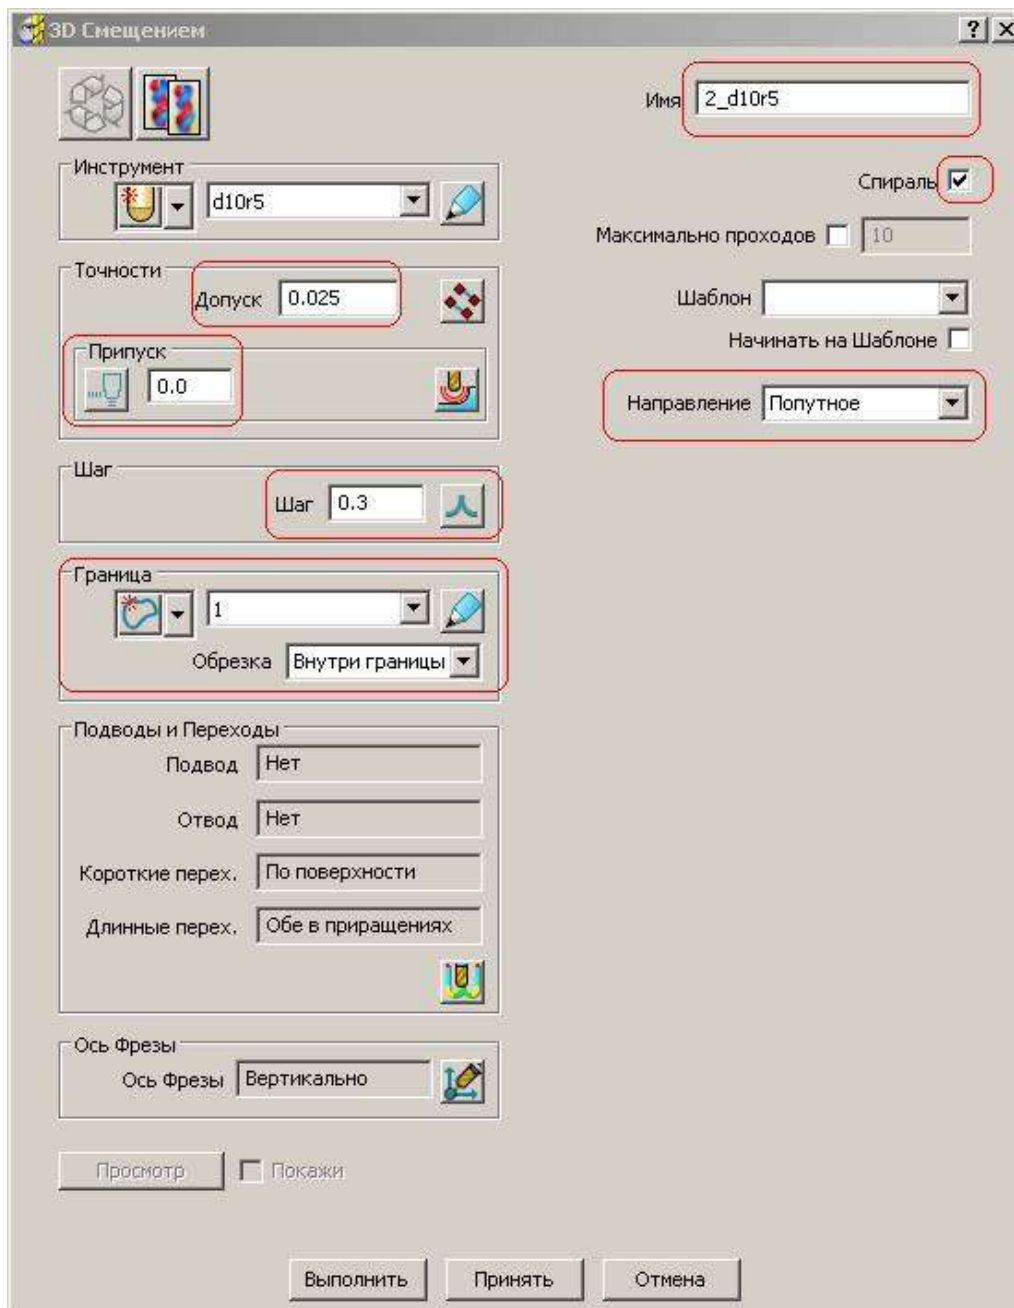 3D Смещением
Имя 2_d10r5
Инструмент
d10r5
Спираль
Максимально проходов 10
Точности
Допуск 0.025
Шаблон
Начинать на Шаблоне
Припуск
0.0
Направление Попутное
Шаг
Шаг 0.3
Граница
1
Обрезка Внутри границы
Подводы и Переходы
Подвод Нет
Отвод Нет
Короткие перех. По поверхности
Длинные перех. Обе в приращениях
Ось Фрезы
Ось Фрезы Вертикально
Просмотр Покажи
Выполнить Принять Отмена